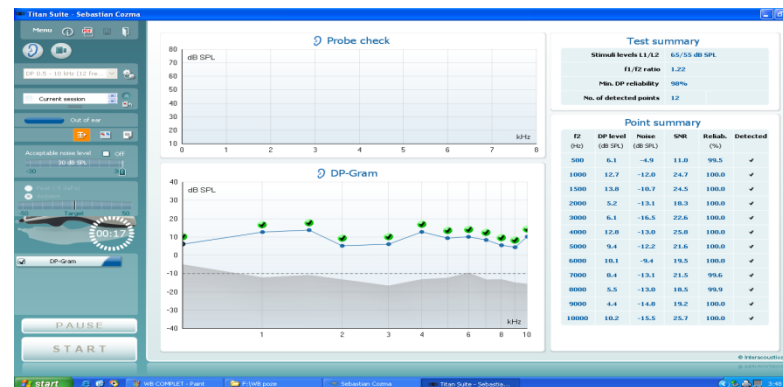 Titan Suite - Sebastian Cozma
Menu
DP 0.5 - 10 kHz (12 Fre
Current session
Out of ear
Acceptable noise level Off
30 dB SPL
-30
-50 Target 50
00:17
DP-Gram
PAUSE
START
Probe check
80
dB SPL
70
60
50
40
30
20
10
kHz
0 1 2 3 4 5 6 7 8
DP-Gram
40
dB SPL
30
20
10
0
-10
-20
-30
-40
kHz
1 2 3 4 6 8 10
Test summary
Stimuli levels L1/L2 65/55 dB SPL
f1/f2 ratio 1.22
Min. DP reliability 98%
No. of detected points 12
Point summary
f2 DP level Noise SNR Reliab. Detected
(Hz) (dB SPL) (dB SPL) (%)
500 6.1 -4.9 11.0 99.5
1000 12.7 -12.0 24.7 100.0
1500 13.8 -10.7 24.5 100.0
2000 5.2 -13.1 18.3 100.0
3000 6.1 -16.5 22.6 100.0
4000 12.8 -13.0 25.8 100.0
5000 9.4 -12.2 21.6 100.0
6000 10.1 -9.4 19.5 100.0
7000 8.4 -13.1 21.5 99.6
8000 5.5 -13.0 18.5 99.9
9000 4.4 -14.8 19.2 100.0
10000 10.2 -15.5 25.7 100.0
© Interacoustics
start
WB COMPLET - Paint
F:\WB poze
Sebastian Cozma
Titan Suite - Sebastia...